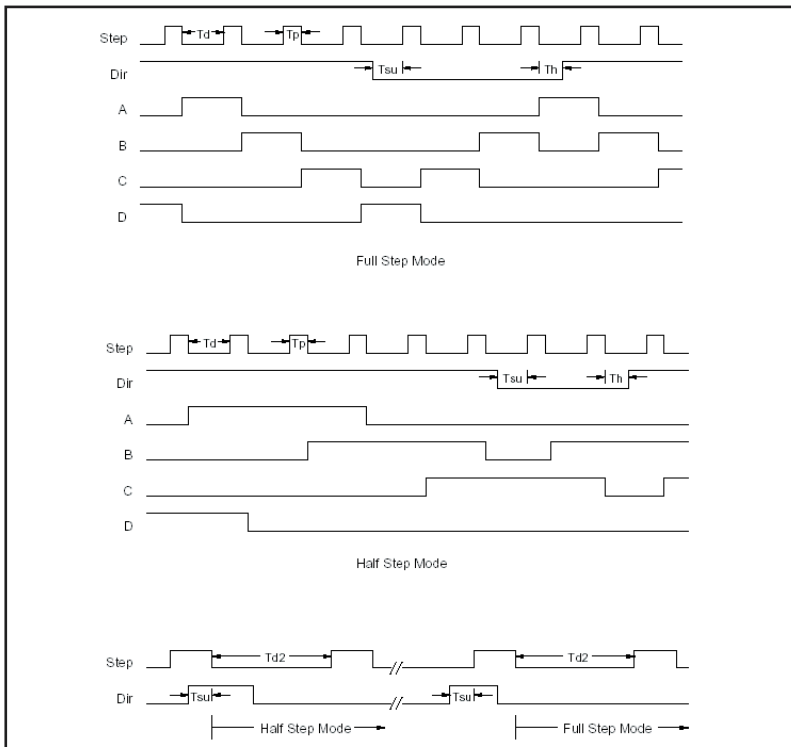 Step Td Tp
Dir Tsu Th
A
B
C
D
Full Step Mode
Step Td Tp
Dir Tsu Th
A
B
C
D
Half Step Mode
Step Td2 Td2
Dir Tsu Tsu
Half Step Mode Full Step Mode